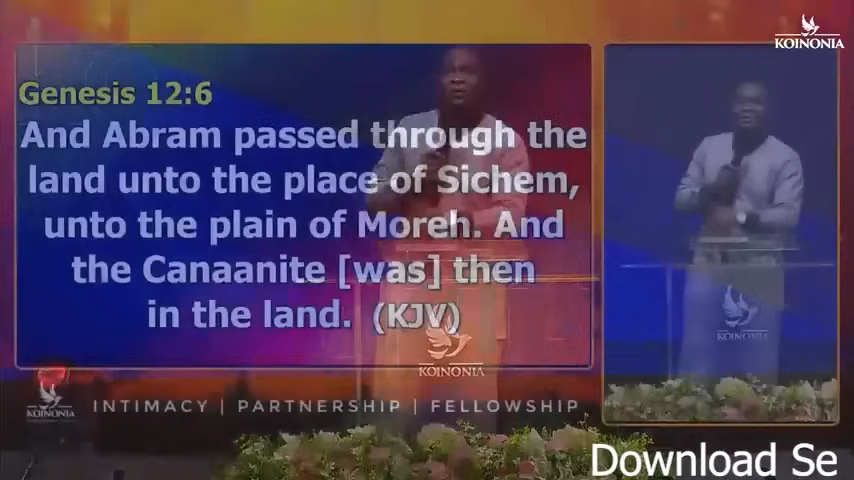 KOINONIA
Genesis 12:6
And Abram passed through the
land unto the place of Sichem,
unto the plain of Moreh. And
the Canaanite [was] then
in the land. (KJV)
KOINONIA
KOINONIA
KOINONIA
INTIMACY | PARTNERSHIP | FELLOWSHIP
Download Se